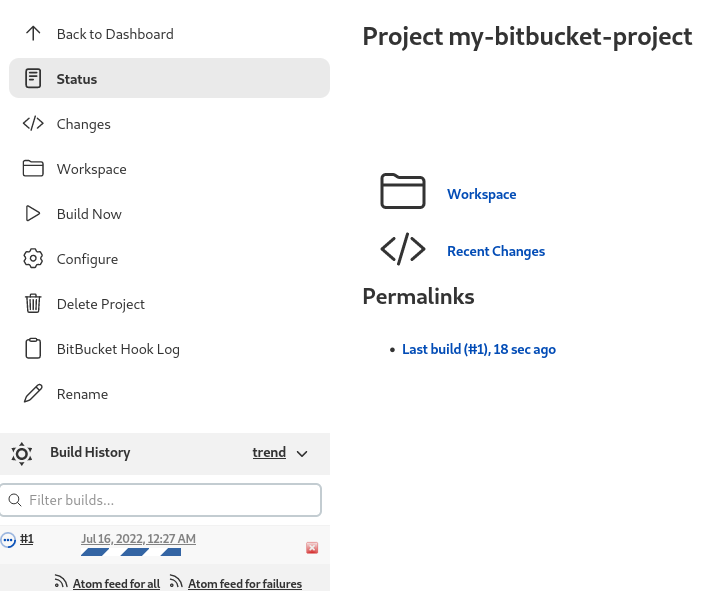 Back to Dashboard
Status
Changes
Workspace
Build Now
Configure
Delete Project
BitBucket Hook Log
Rename
Build History trend
Filter builds...
#1 Jul 16, 2022, 12:27 AM
Atom feed for all Atom feed for failures
Project my-bitbucket-project
Workspace
Recent Changes
Permalinks
• Last build (#1), 18 sec ago